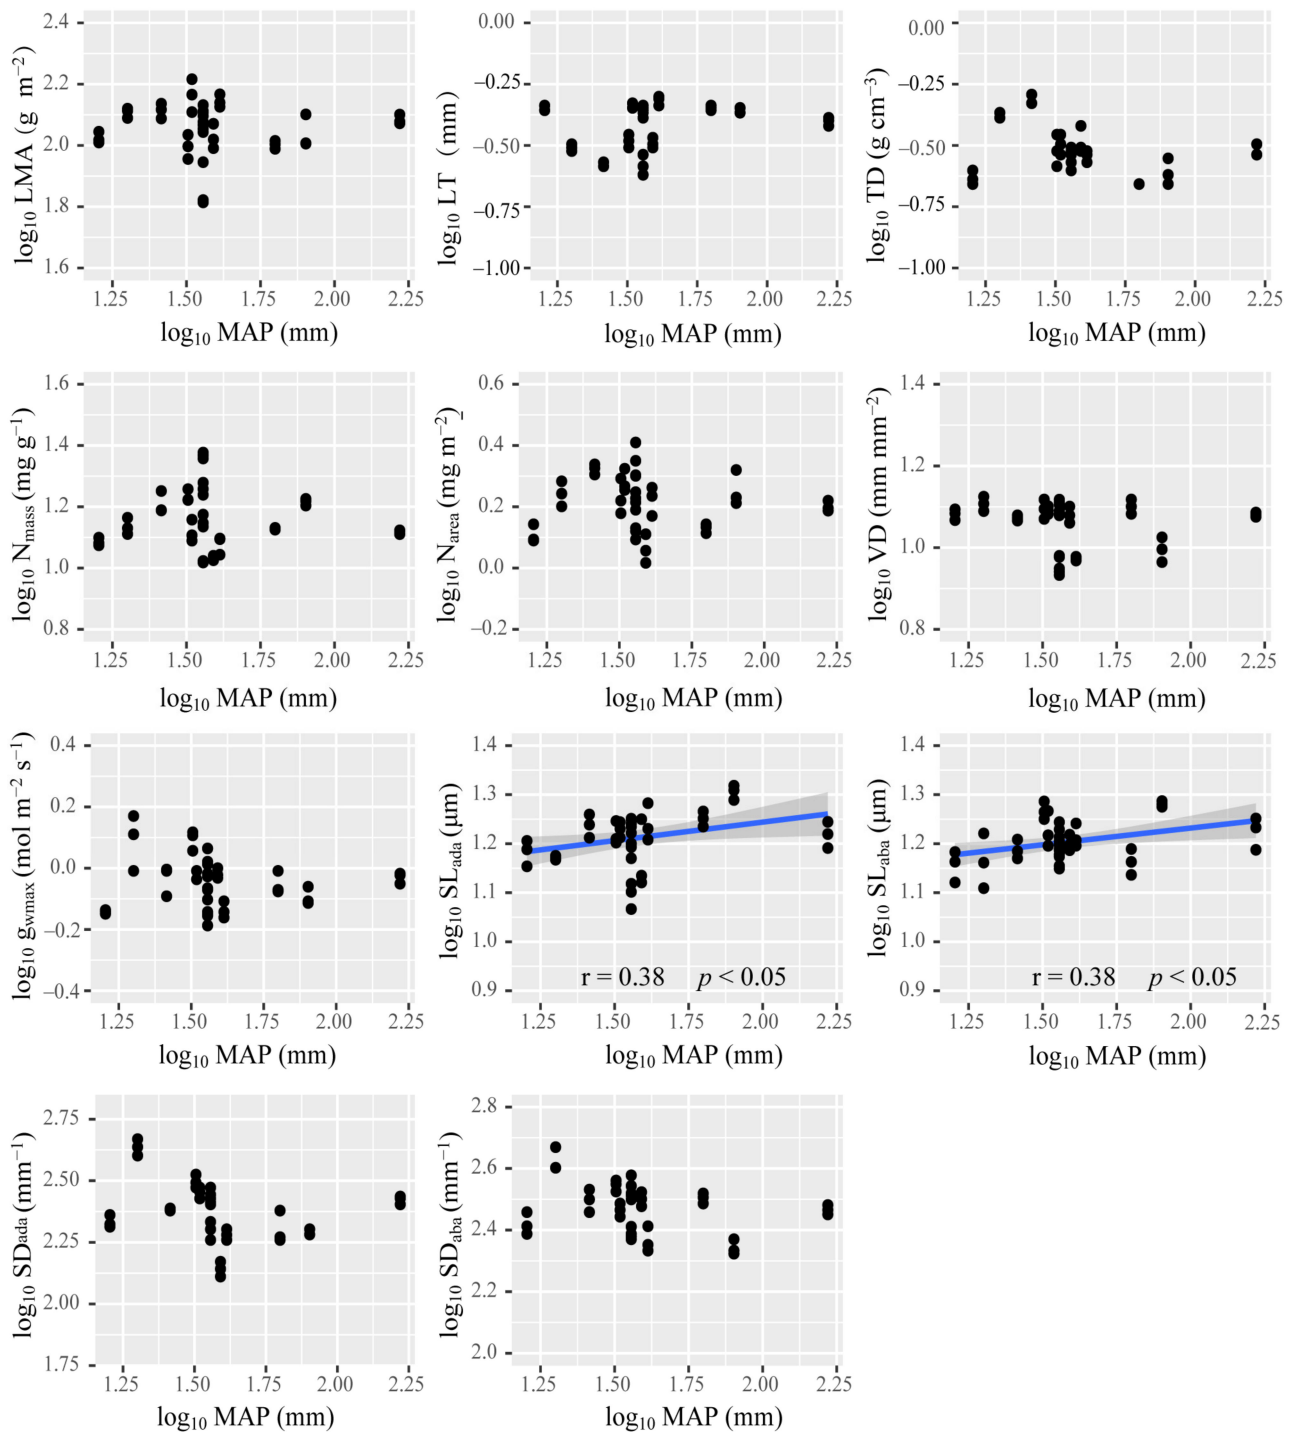 log10 LMA (g m−2)
2.4
2.2
2.0
1.8
1.6
1.25 1.50 1.75 2.00 2.25
log10 MAP (mm)
log10 LT (mm)
0.00
−0.25
−0.50
−0.75
−1.00
1.25 1.50 1.75 2.00 2.25
log10 MAP (mm)
log10 TD (g cm−3)
0.00
−0.25
−0.50
−0.75
−1.00
1.25 1.50 1.75 2.00 2.25
log10 MAP (mm)
log10 Nmass (mg g−1)
1.6
1.4
1.2
1.0
0.8
1.25 1.50 1.75 2.00 2.25
log10 MAP (mm)
log10 Narea (mg m−2)
0.6
0.4
0.2
0.0
−0.2
1.25 1.50 1.75 2.00 2.25
log10 MAP (mm)
log10 VD (mm mm−2)
1.4
1.2
1.0
0.8
1.25 1.50 1.75 2.00 2.25
log10 MAP (mm)
log10 gwmax (mol m−2 s−1)
0.4
0.2
0.0
−0.2
−0.4
1.25 1.50 1.75 2.00 2.25
log10 MAP (mm)
log10 SLada (μm)
1.4
1.3
1.2
1.1
1.0
0.9
r = 0.38 p < 0.05
1.25 1.50 1.75 2.00 2.25
log10 MAP (mm)
log10 SLaba (μm)
1.4
1.3
1.2
1.1
1.0
0.9
r = 0.38 p < 0.05
1.25 1.50 1.75 2.00 2.25
log10 MAP (mm)
log10 SDada (mm−1)
2.75
2.50
2.25
2.00
1.75
1.25 1.50 1.75 2.00 2.25
log10 MAP (mm)
log10 SDaba (mm−1)
2.8
2.6
2.4
2.2
2.0
1.25 1.50 1.75 2.00 2.25
log10 MAP (mm)